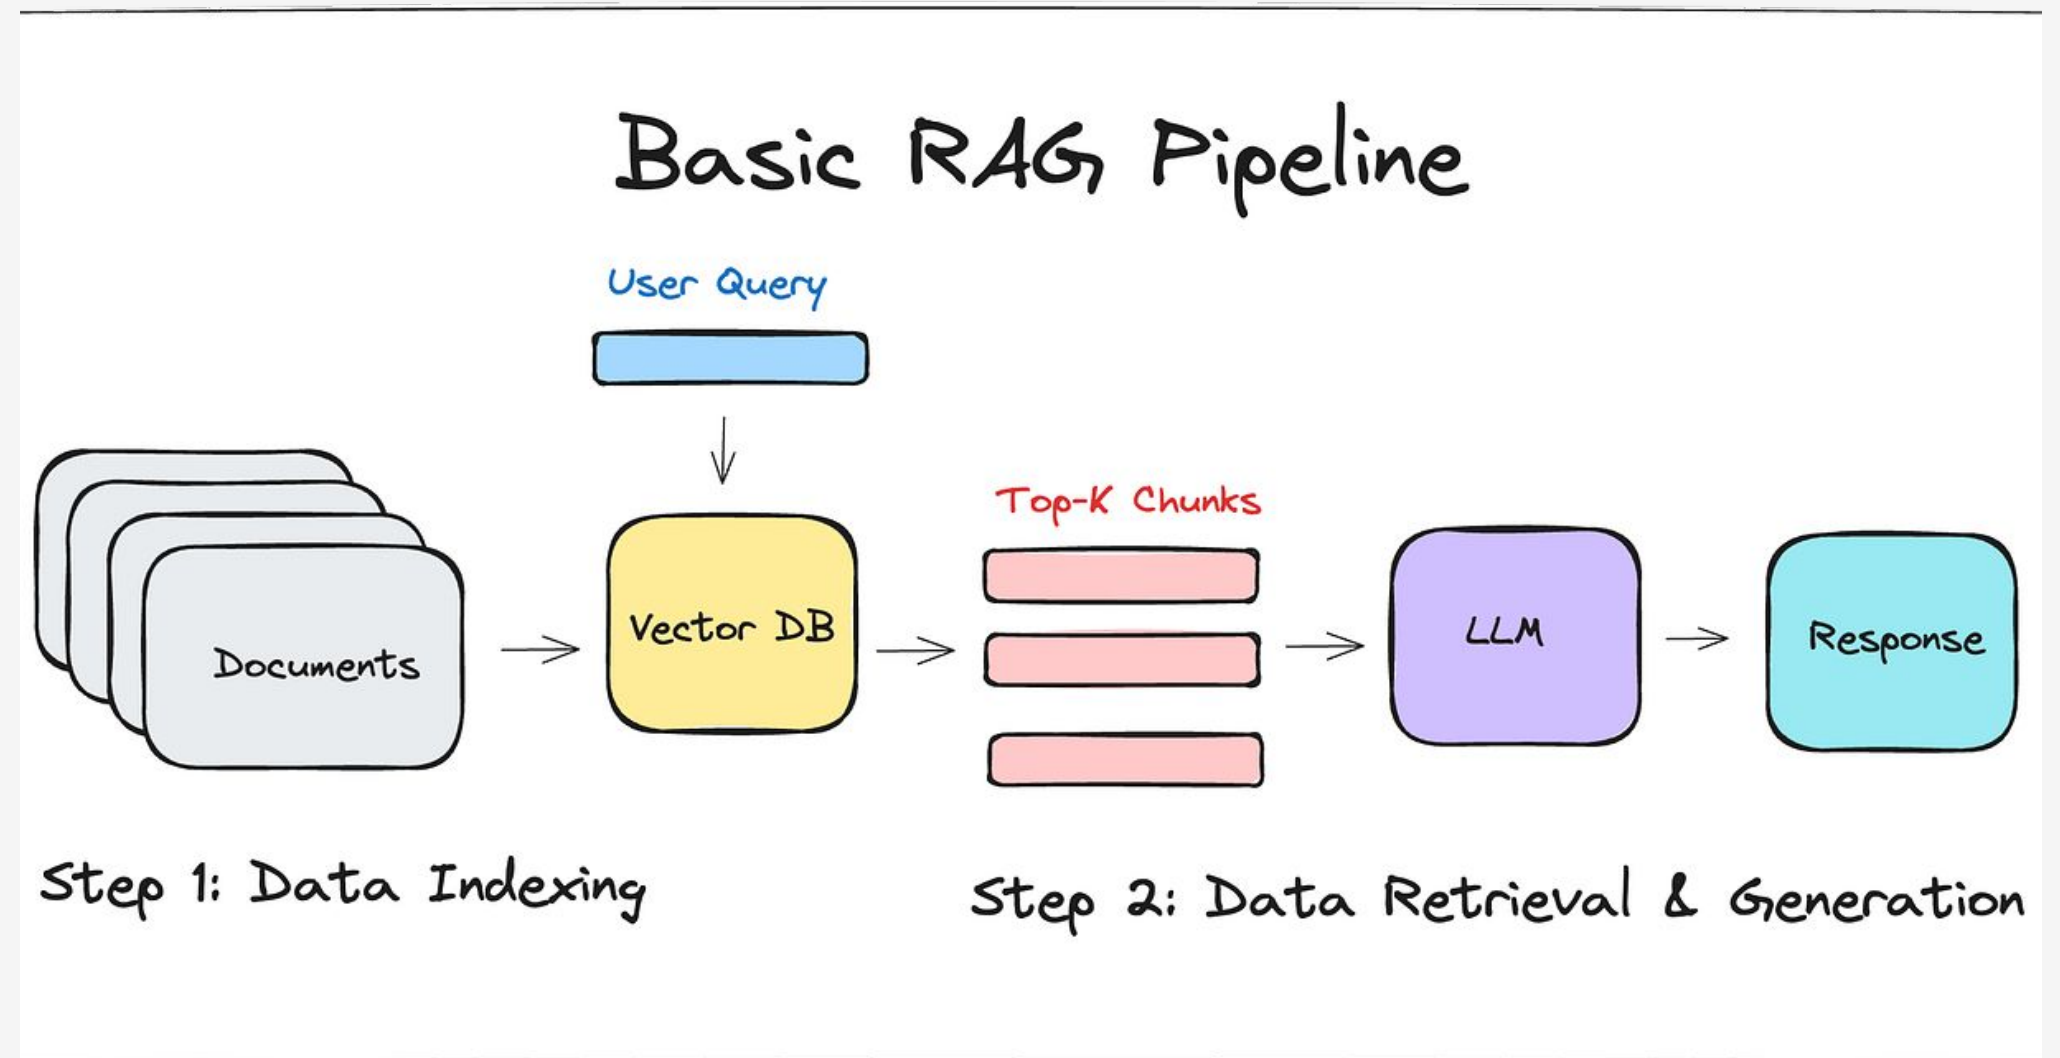 Basic RAG Pipeline
User Query
Top-K Chunks
Documents
Vector DB
LLM
Response
Step 1: Data Indexing
Step 2: Data Retrieval & Generation